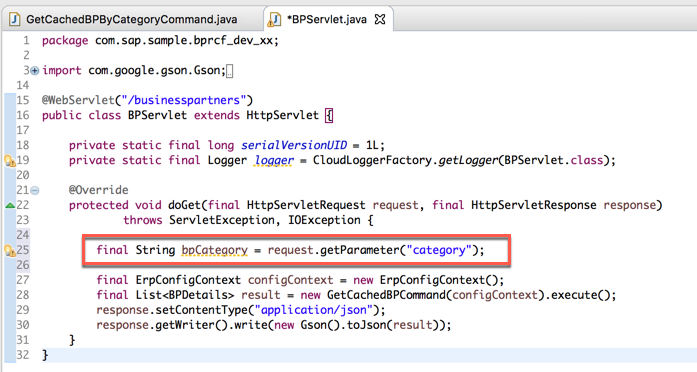 GetCachedBPByCategoryCommand.java *BPServlet.java
1 package com.sap.sample.bprcf_dev_xx;
2
3 import com.google.gson.Gson;
14
15 @WebServlet("/businesspartners")
16 public class BPServlet extends HttpServlet {
17
18 private static final long serialVersionUID = 1L;
19 private static final Logger logger = CloudLoggerFactory.getLogger(BPServlet.class);
20
21 @Override
22 protected void doGet(final HttpServletRequest request, final HttpServletResponse response)
23 throws ServletException, IOException {
24
25 final String bpCategory = request.getParameter("category");
26
27 final ErpConfigContext configContext = new ErpConfigContext();
28 final List<BPDetails> result = new GetCachedBPCommand(configContext).execute();
29 response.setContentType("application/json");
30 response.getWriter().write(new Gson().toJson(result));
31 }
32 }